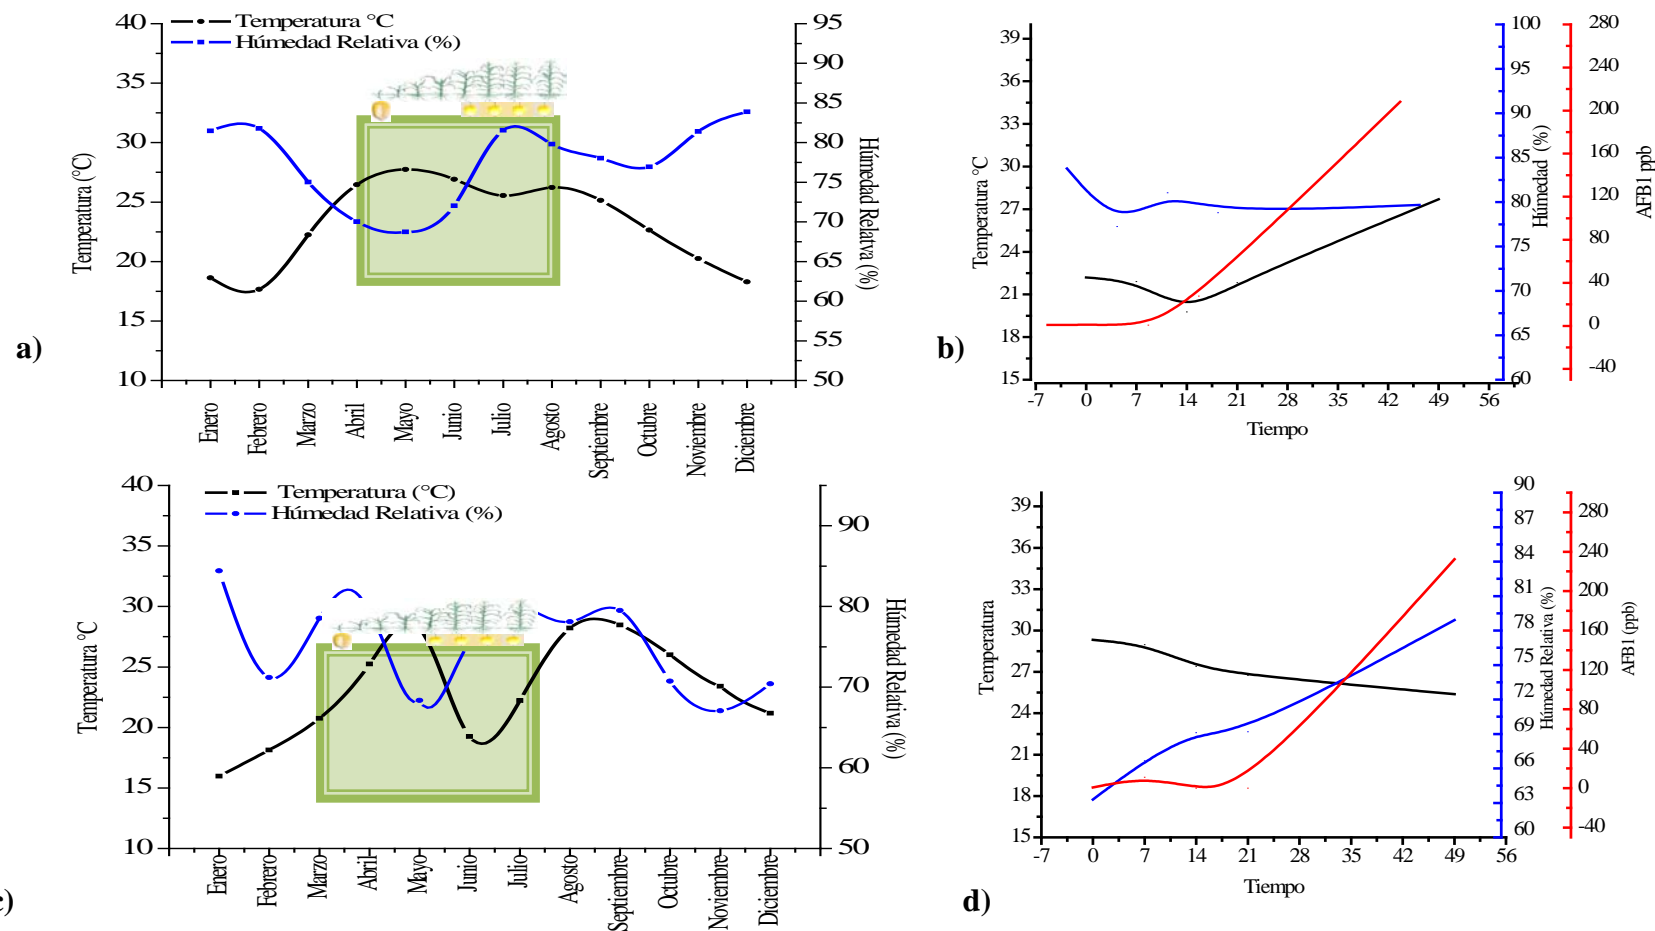 a)
Temperatura °C
Húmedad Relativa (%)
Temperatura (°C)
40
35
30
25
20
15
10
Húmedad Relatva (%)
95
90
85
80
75
70
65
60
55
50
Enero
Febrero
Marzo
Abril
Mayo
Junio
Julio
Agosto
Septiembre
Octubre
Noviembre
Diciembre
b)
Temperatura °C
39
36
33
30
27
24
21
18
15
Húmedad (%)
100
95
90
85
80
75
70
65
60
AFB1 ppb
280
240
200
160
120
80
40
0
-40
-7 0 7 14 21 28 35 42 49 56
Tiempo
c)
Temperatura (°C)
Húmedad Relativa (%)
Temperatura °C
40
35
30
25
20
15
10
Húmedad Relativa (%)
90
80
70
60
50
Enero
Febrero
Marzo
Abril
Mayo
Junio
Julio
Agosto
Septiembre
Octubre
Noviembre
Diciembre
d)
Temperatura
39
36
33
30
27
24
21
18
15
Húmedad Relativa (%)
90
87
84
81
78
75
72
69
66
63
60
AFB1 (ppb)
280
240
200
160
120
80
40
0
-40
-7 0 7 14 21 28 35 42 49 56
Tiempo